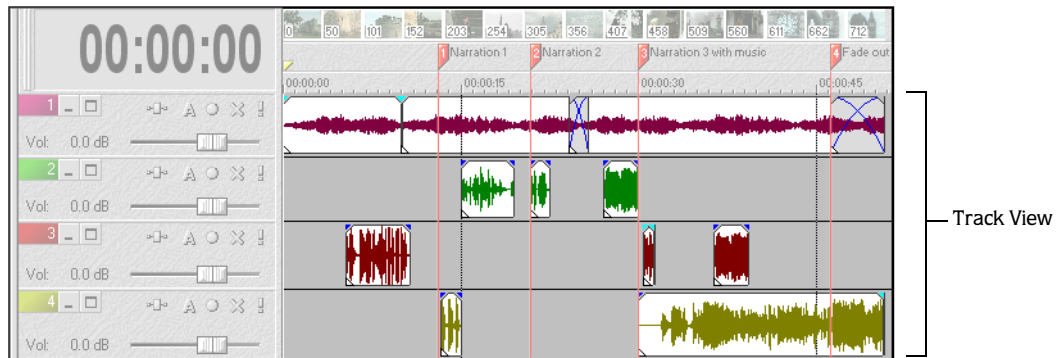 00:00:00
0 50 101 152 203 254 305 356 407 458 509 560 611 662 712
1 Narration 1 2 Narration 2 3 Narration 3 with music 4 Fade out
00:00:00 00:00:15 00:00:30 00:00:45
1
A
Vol: 0.0 dB
2
A
Vol: 0.0 dB
3
A
Vol: 0.0 dB
4
A
Vol: 0.0 dB
Track View